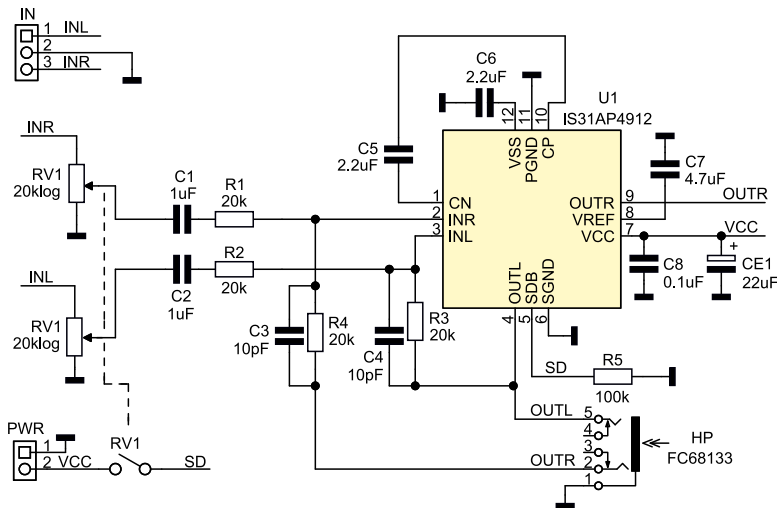 IN
1 INL
2
3 INR
INR
RV1
20klog
C1
1uF
R1
20k
C5
2.2uF
C6
2.2uF
U1
IS31AP4912
12
11
10
VSS
PGND
CP
1 CN
2 INR
3 INL
OUTR 9
VREF 8
VCC 7
OUTL
SDB
SGND
4
5
6
C7
4.7uF
OUTR
VCC
C8
0.1uF
+
CE1
22uF
INL
RV1
20klog
C2
1uF
R2
20k
C3
10pF
R4
20k
C4
10pF
R3
20k
SD
R5
100k
OUTL
OUTR
5
4
3
2
1
HP
FC68133
PWR
1
2 VCC
RV1
SD